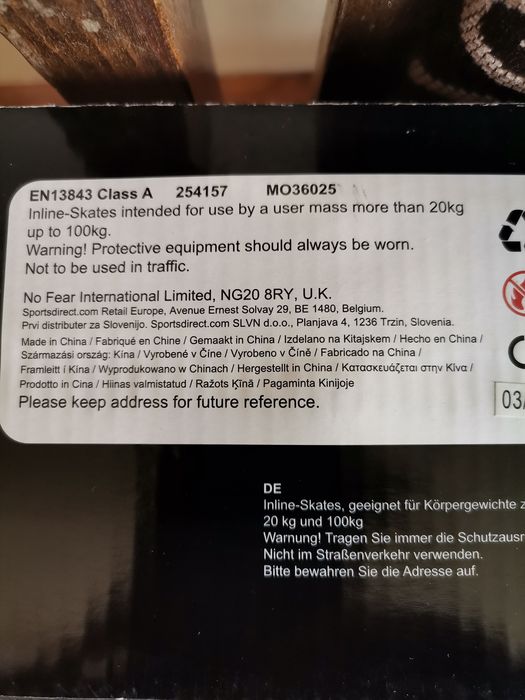 EN13843 Class A 254157 MO36025
Inline-Skates intended for use by a user mass more than 20kg
up to 100kg.
Warning! Protective equipment should always be worn.
Not to be used in traffic.
No Fear International Limited, NG20 8RY, U.K.
Sportsdirect.com Retail Europe, Avenue Ernest Solvay 29, BE 1480, Belgium.
Prvi distributer za Slovenijo. Sportsdirect.com SLVN d.o.o., Planjava 4, 1236 Trzin, Slovenia.
Made in China / Fabriqué en Chine / Gemaakt in China / Izdelano na Kitajskem / Hecho en China /
Származási ország: Kína / Vyrobené v Číne / Vyrobeno v Číně / Fabricado na China /
Framleitt í Kína / Wyprodukowano w Chinach / Hergestellt in China / Κατασκευάζεται στην Κίνα /
Prodotto in Cina / Hiinas valmistatud / Ražots Ķīnā / Pagaminta Kinijoje
Please keep address for future reference.
03/
DE
Inline-Skates, geeignet für Körpergewichte z
20 kg und 100kg
Warnung! Tragen Sie immer die Schutzausr
Nicht im Straßenverkehr verwenden.
Bitte bewahren Sie die Adresse auf.